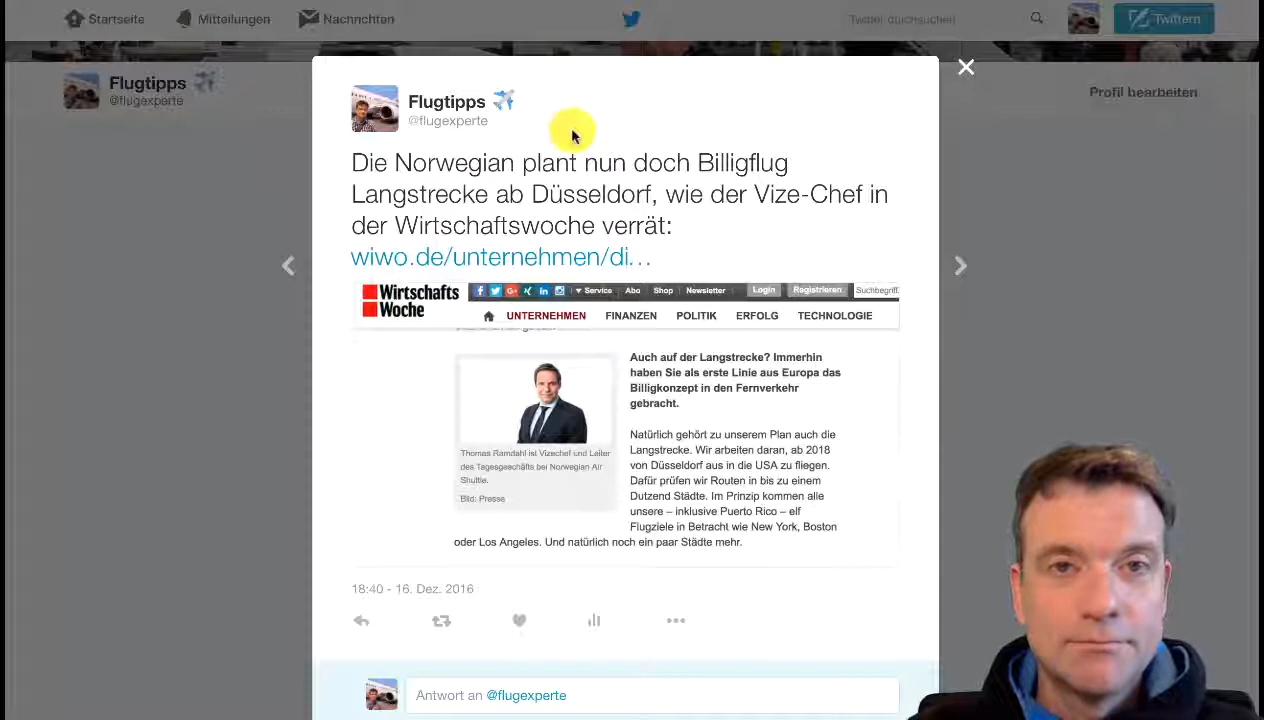 Startseite
Mitteilungen
Nachrichten
Twitter durchsuchen
Twittern
Flugtipps
@flugexperte
Profil bearbeiten
Flugtipps
@flugexperte
Die Norwegian plant nun doch Billigflug
Langstrecke ab Düsseldorf, wie der Vize-Chef in
der Wirtschaftswoche verrät:
wiwo.de/unternehmen/di…
Wirtschafts
Woche
Service
Abo
Shop
Newsletter
Login
Registrieren
Suchbegriff
UNTERNEHMEN
FINANZEN
POLITIK
ERFOLG
TECHNOLOGIE
Auch auf der Langstrecke? Immerhin
haben Sie als erste Linie aus Europa das
Billigkonzept in den Fernverkehr
gebracht.
Thomas Ramdahl ist Vizechef und Leiter
des Tagesgeschäfts bei Norwegian Air
Shuttle.
Bild: Presse
Natürlich gehört zu unserem Plan auch die
Langstrecke. Wir arbeiten daran, ab 2018
von Düsseldorf aus in die USA zu fliegen.
Dafür prüfen wir Routen in bis zu einem
Dutzend Städte. Im Prinzip kommen alle
unsere – inklusive Puerto Rico – elf
Flugziele in Betracht wie New York, Boston
oder Los Angeles. Und natürlich noch ein paar Städte mehr.
18:40 - 16. Dez. 2016
Antwort an @flugexperte